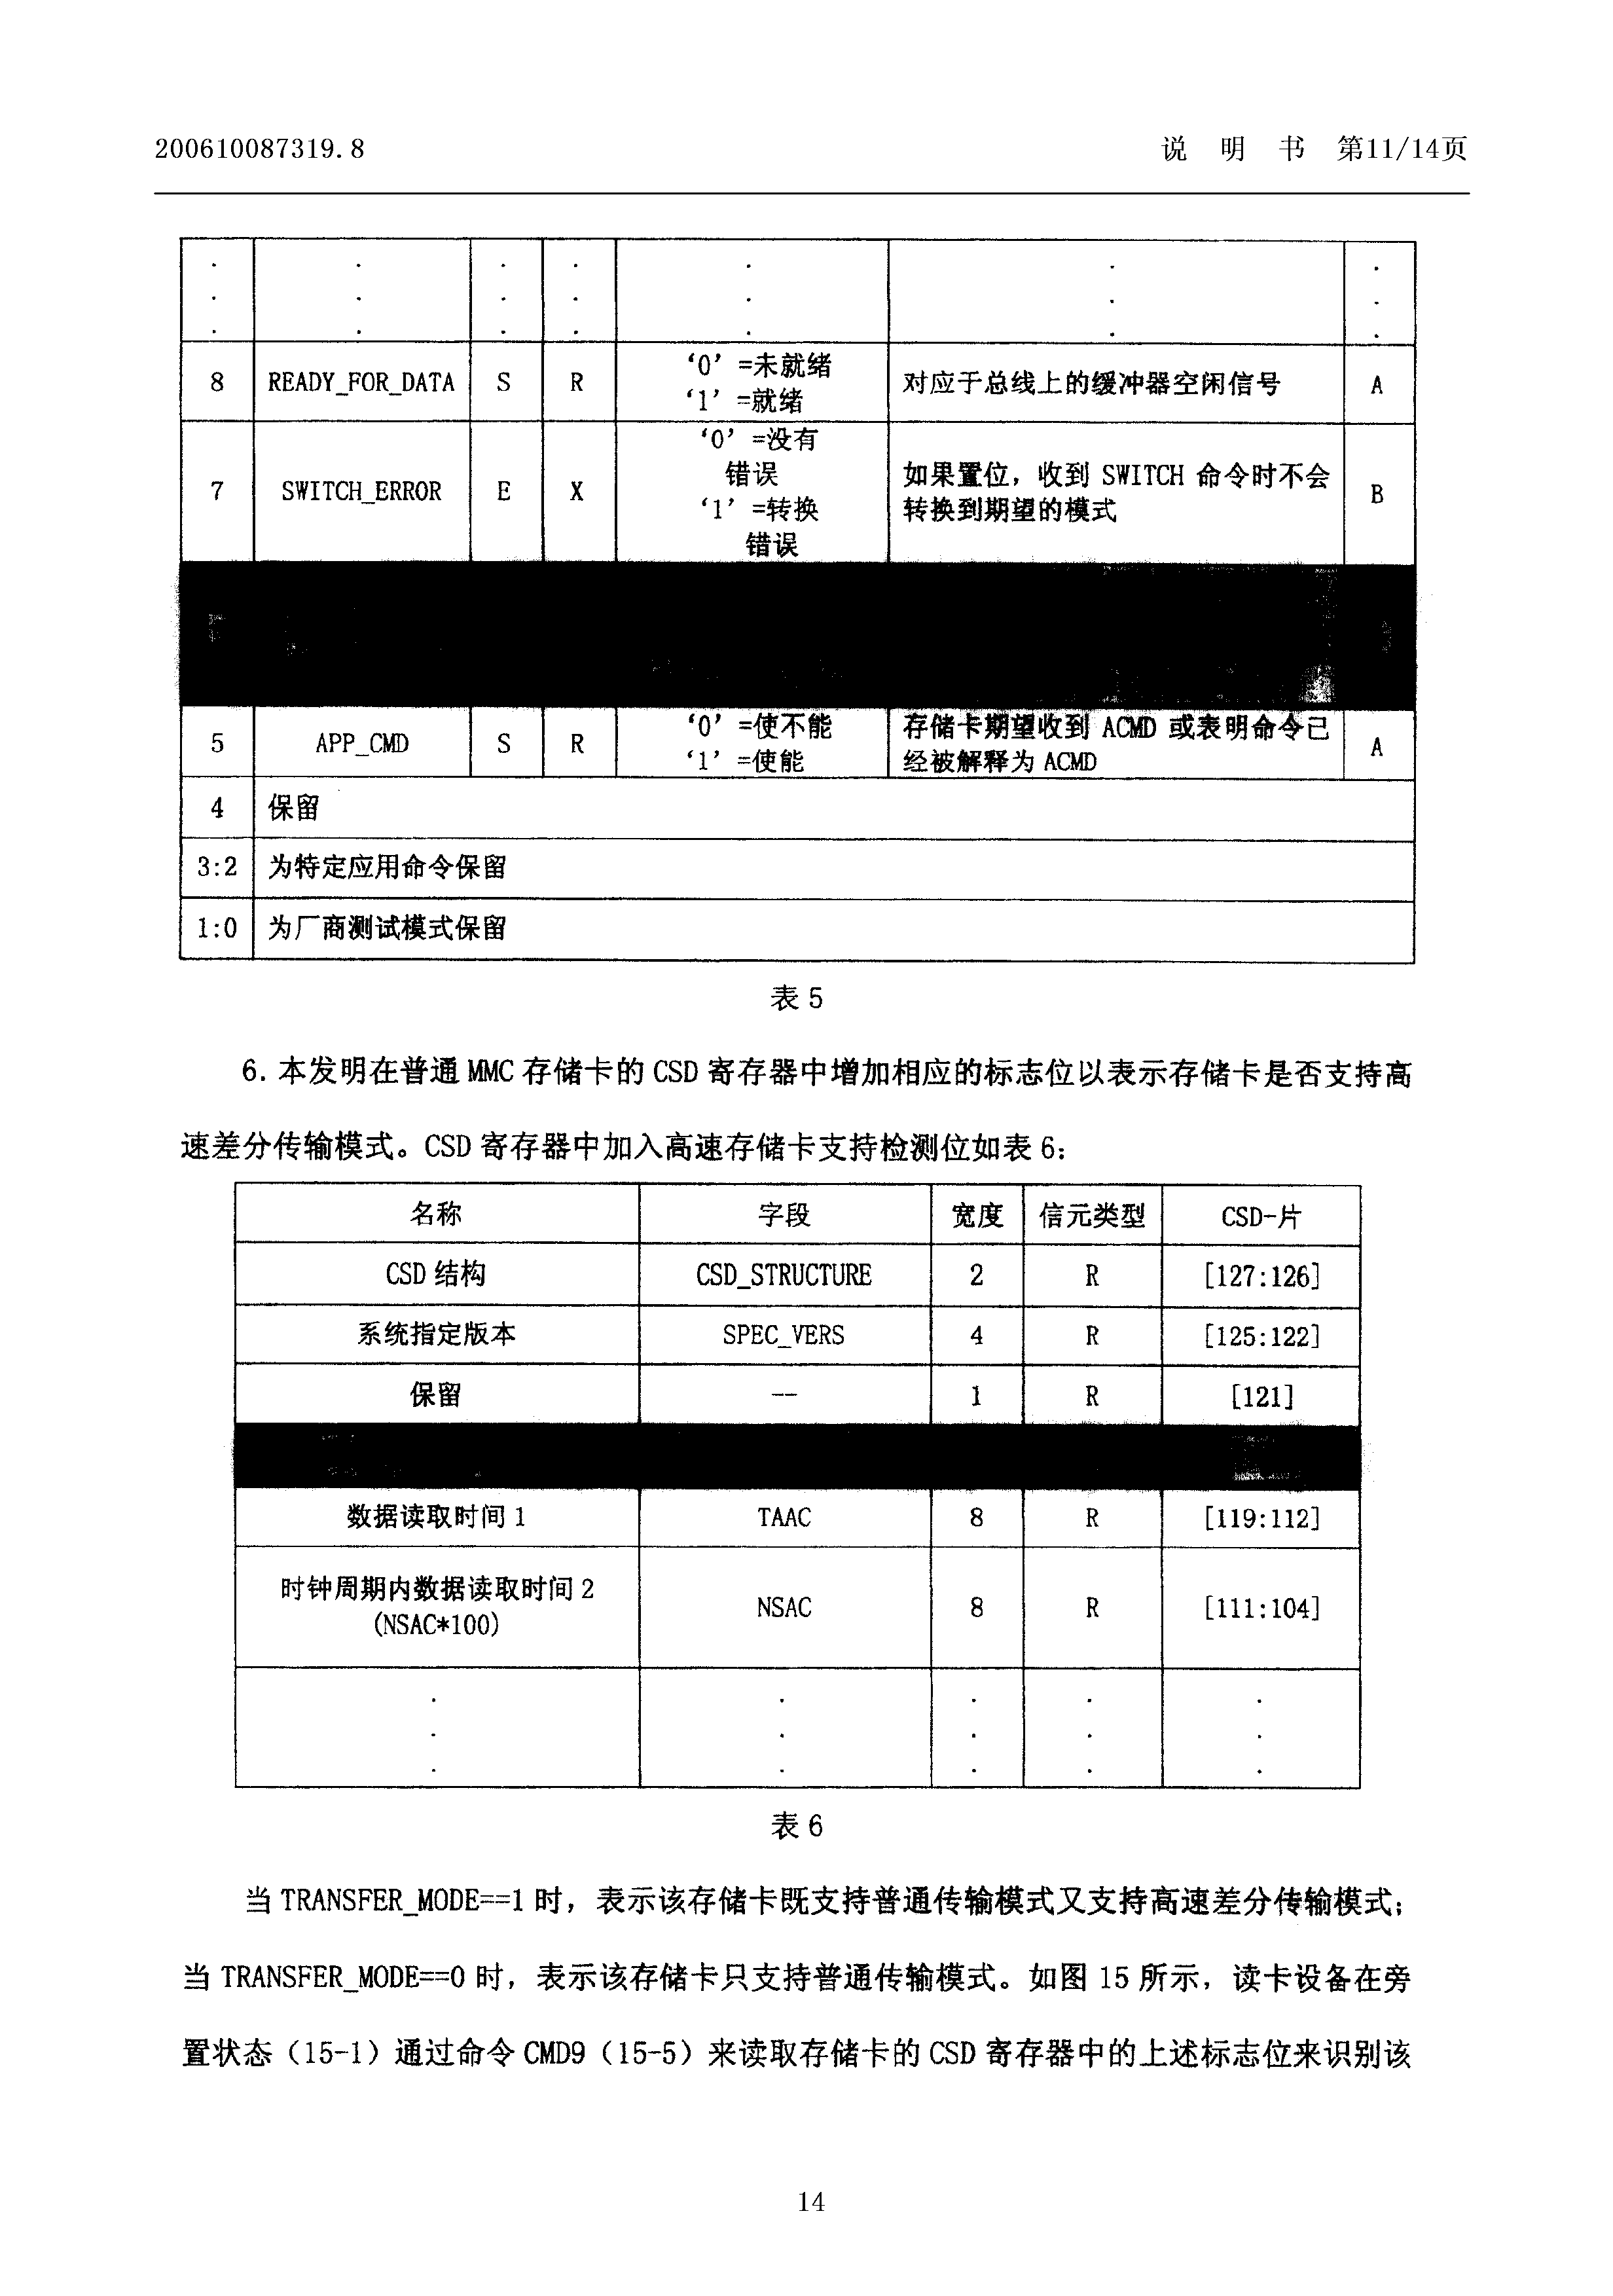 200610087319.8 说 明 书 第11/14页
. . . . . . .
. . . . . . .
. . . . . . .
8 READY_FOR_DATA S R ‘0’=未就绪 对应于总线上的缓冲器空闲信号 A
‘1’=就绪
7 SWITCH_ERROR E X ‘0’=没有 如果置位，收到 SWITCH 命令时不会 B
错误 转换到期望的模式
‘1’=转换
错误
5 APP_CMD S R ‘0’=使不能 存储卡期望收到 ACMD 或表明命令已 A
‘1’=使能 经被解释为 ACMD
4 保留
3:2 为特定应用命令保留
1:0 为厂商测试模式保留
表 5
6. 本发明在普通 MMC 存储卡的 CSD 寄存器中增加相应的标志位以表示存储卡是否支持高
速差分传输模式。CSD 寄存器中加入高速存储卡支持检测位如表 6：
名称 字段 宽度 信元类型 CSD-片
CSD 结构 CSD_STRUCTURE 2 R [127:126]
系统指定版本 SPEC_VERS 4 R [125:122]
保留 -- 1 R [121]
数据读取时间 1 TAAC 8 R [119:112]
时钟周期内数据读取时间 2 NSAC 8 R [111:104]
(NSAC*100)
. . . . .
. . . . .
. . . . .
表 6
当 TRANSFER_MODE==1 时，表示该存储卡既支持普通传输模式又支持高速差分传输模式；
当 TRANSFER_MODE==0 时，表示该存储卡只支持普通传输模式。如图 15 所示，读卡设备在旁
置状态（15-1）通过命令 CMD9（15-5）来读取存储卡的 CSD 寄存器中的上述标志位来识别该
14